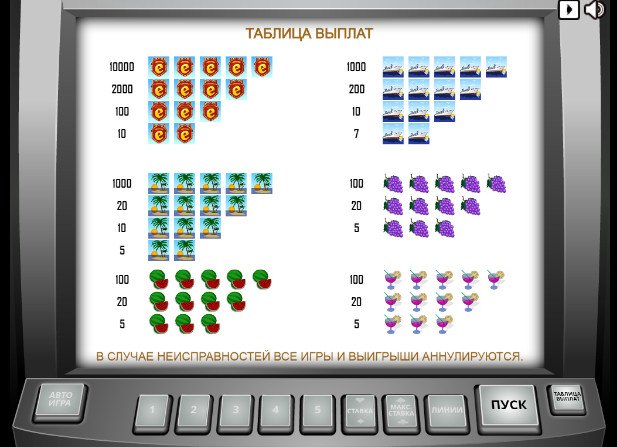 ТАБЛИЦА ВЫПЛАТ
10000
2000
100
10
1000
200
10
7
1000
20
10
5
100
20
5
100
20
5
100
20
5
В СЛУЧАЕ НЕИСПРАВНОСТЕЙ ВСЕ ИГРЫ И ВЫИГРЫШИ АННУЛИРУЮТСЯ.
АВТО
ИГРА
1
2
3
4
5
СТАВКА
МАКС.
СТАВКА
ЛИНИИ
ПУСК
ТАБЛИЦА
ВЫПЛАТ